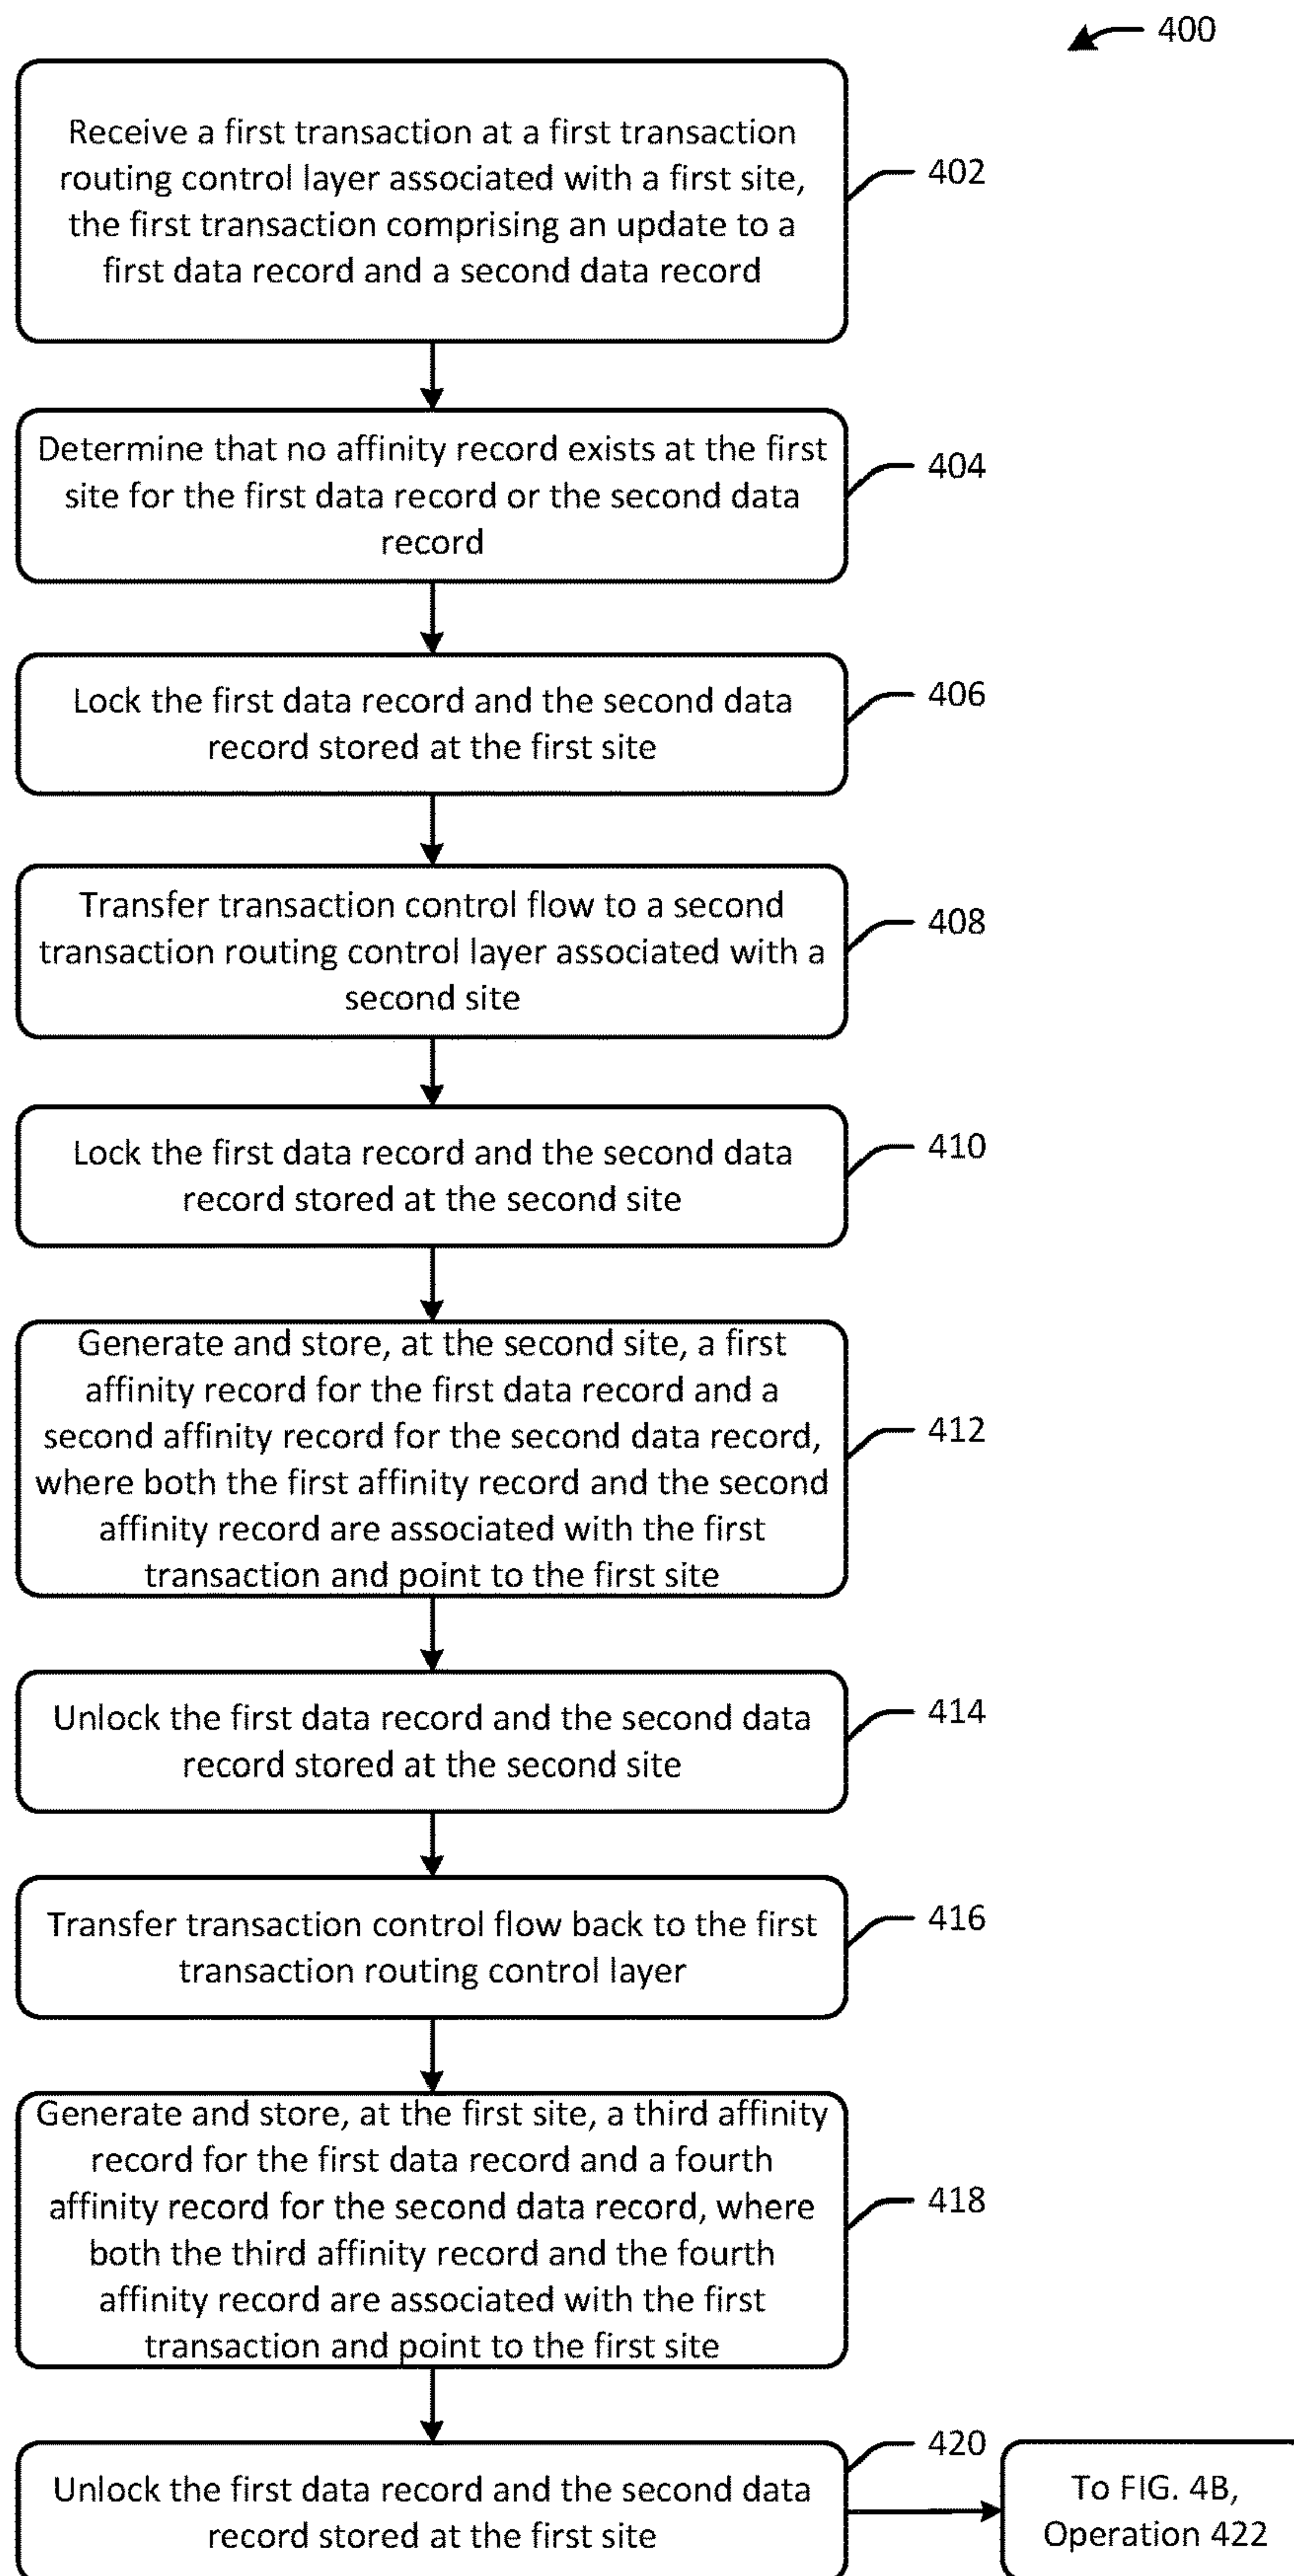 400
Receive a first transaction at a first transaction
routing control layer associated with a first site,
the first transaction comprising an update to a
first data record and a second data record
402
Determine that no affinity record exists at the first
site for the first data record or the second data
record
404
Lock the first data record and the second data
record stored at the first site
406
Transfer transaction control flow to a second
transaction routing control layer associated with a
second site
408
Lock the first data record and the second data
record stored at the second site
410
Generate and store, at the second site, a first
affinity record for the first data record and a
second affinity record for the second data record,
where both the first affinity record and the second
affinity record are associated with the first
transaction and point to the first site
412
Unlock the first data record and the second data
record stored at the second site
414
Transfer transaction control flow back to the first
transaction routing control layer
416
Generate and store, at the first site, a third affinity
record for the first data record and a fourth
affinity record for the second data record, where
both the third affinity record and the fourth
affinity record are associated with the first
transaction and point to the first site
418
Unlock the first data record and the second data
record stored at the first site
420
To FIG. 4B,
Operation 422